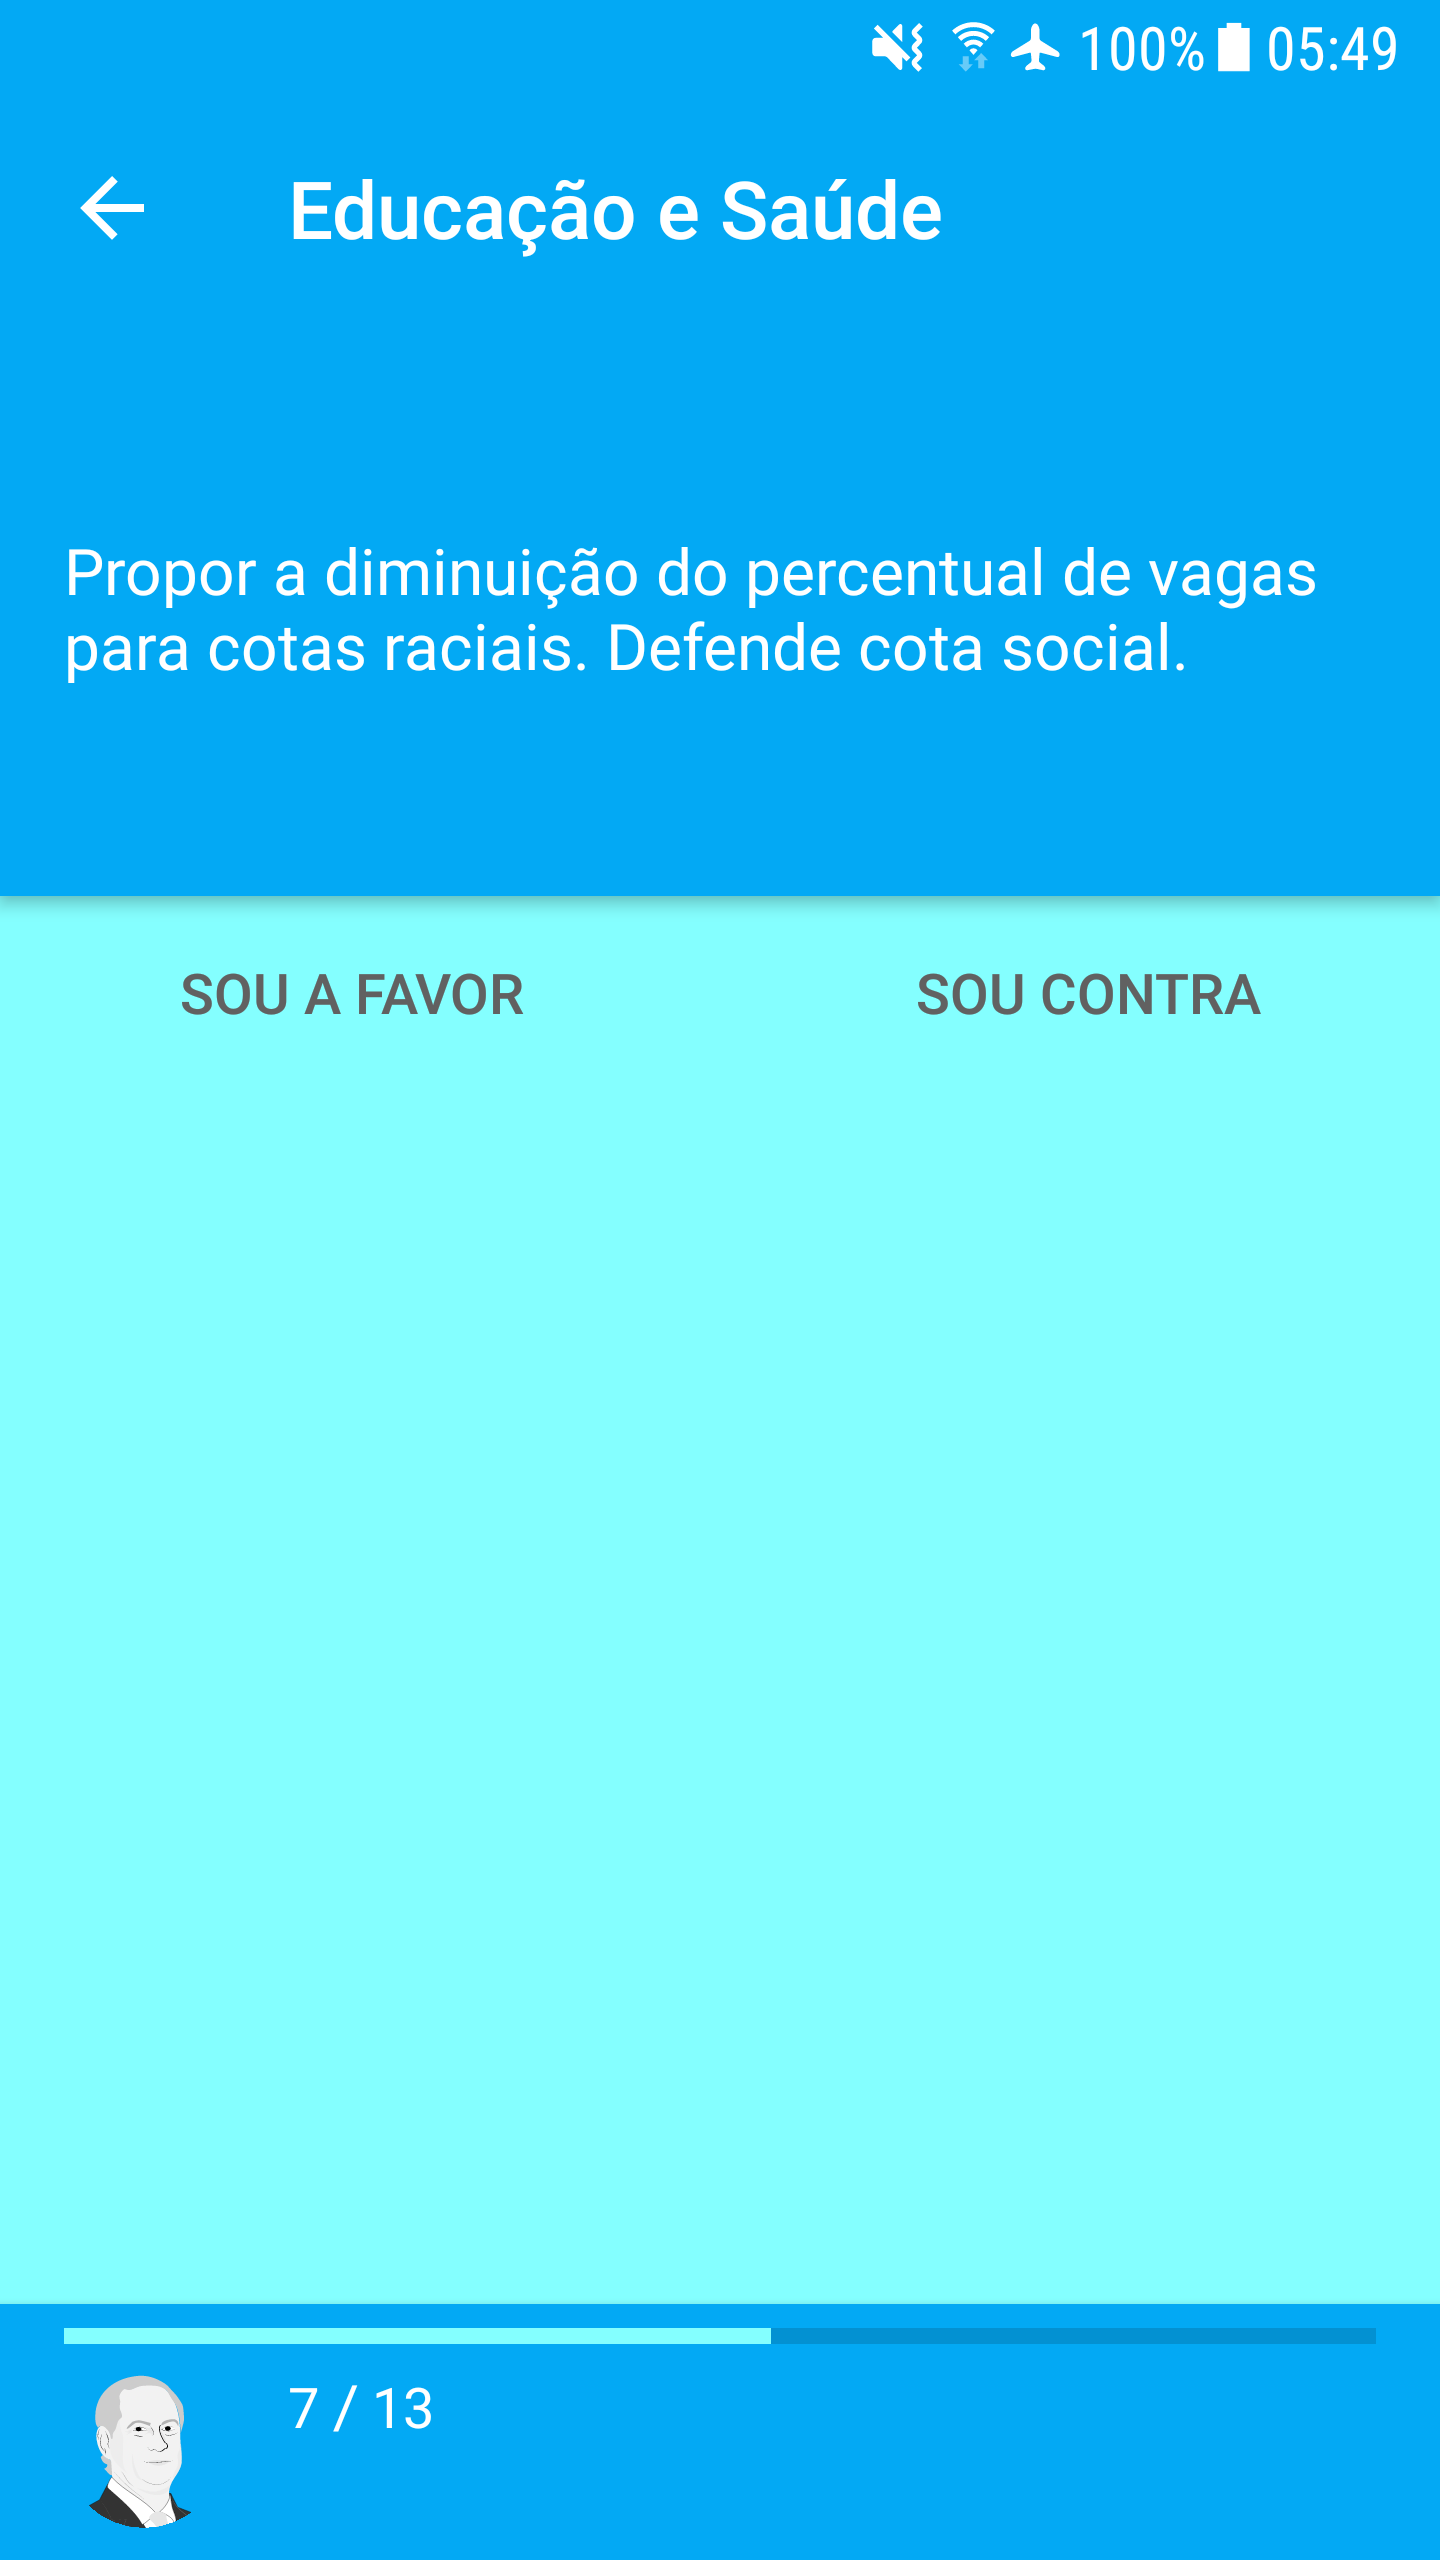 100% 05:49
Educação e Saúde
Propor a diminuição do percentual de vagas
para cotas raciais. Defende cota social.
SOU A FAVOR
SOU CONTRA
7 / 13